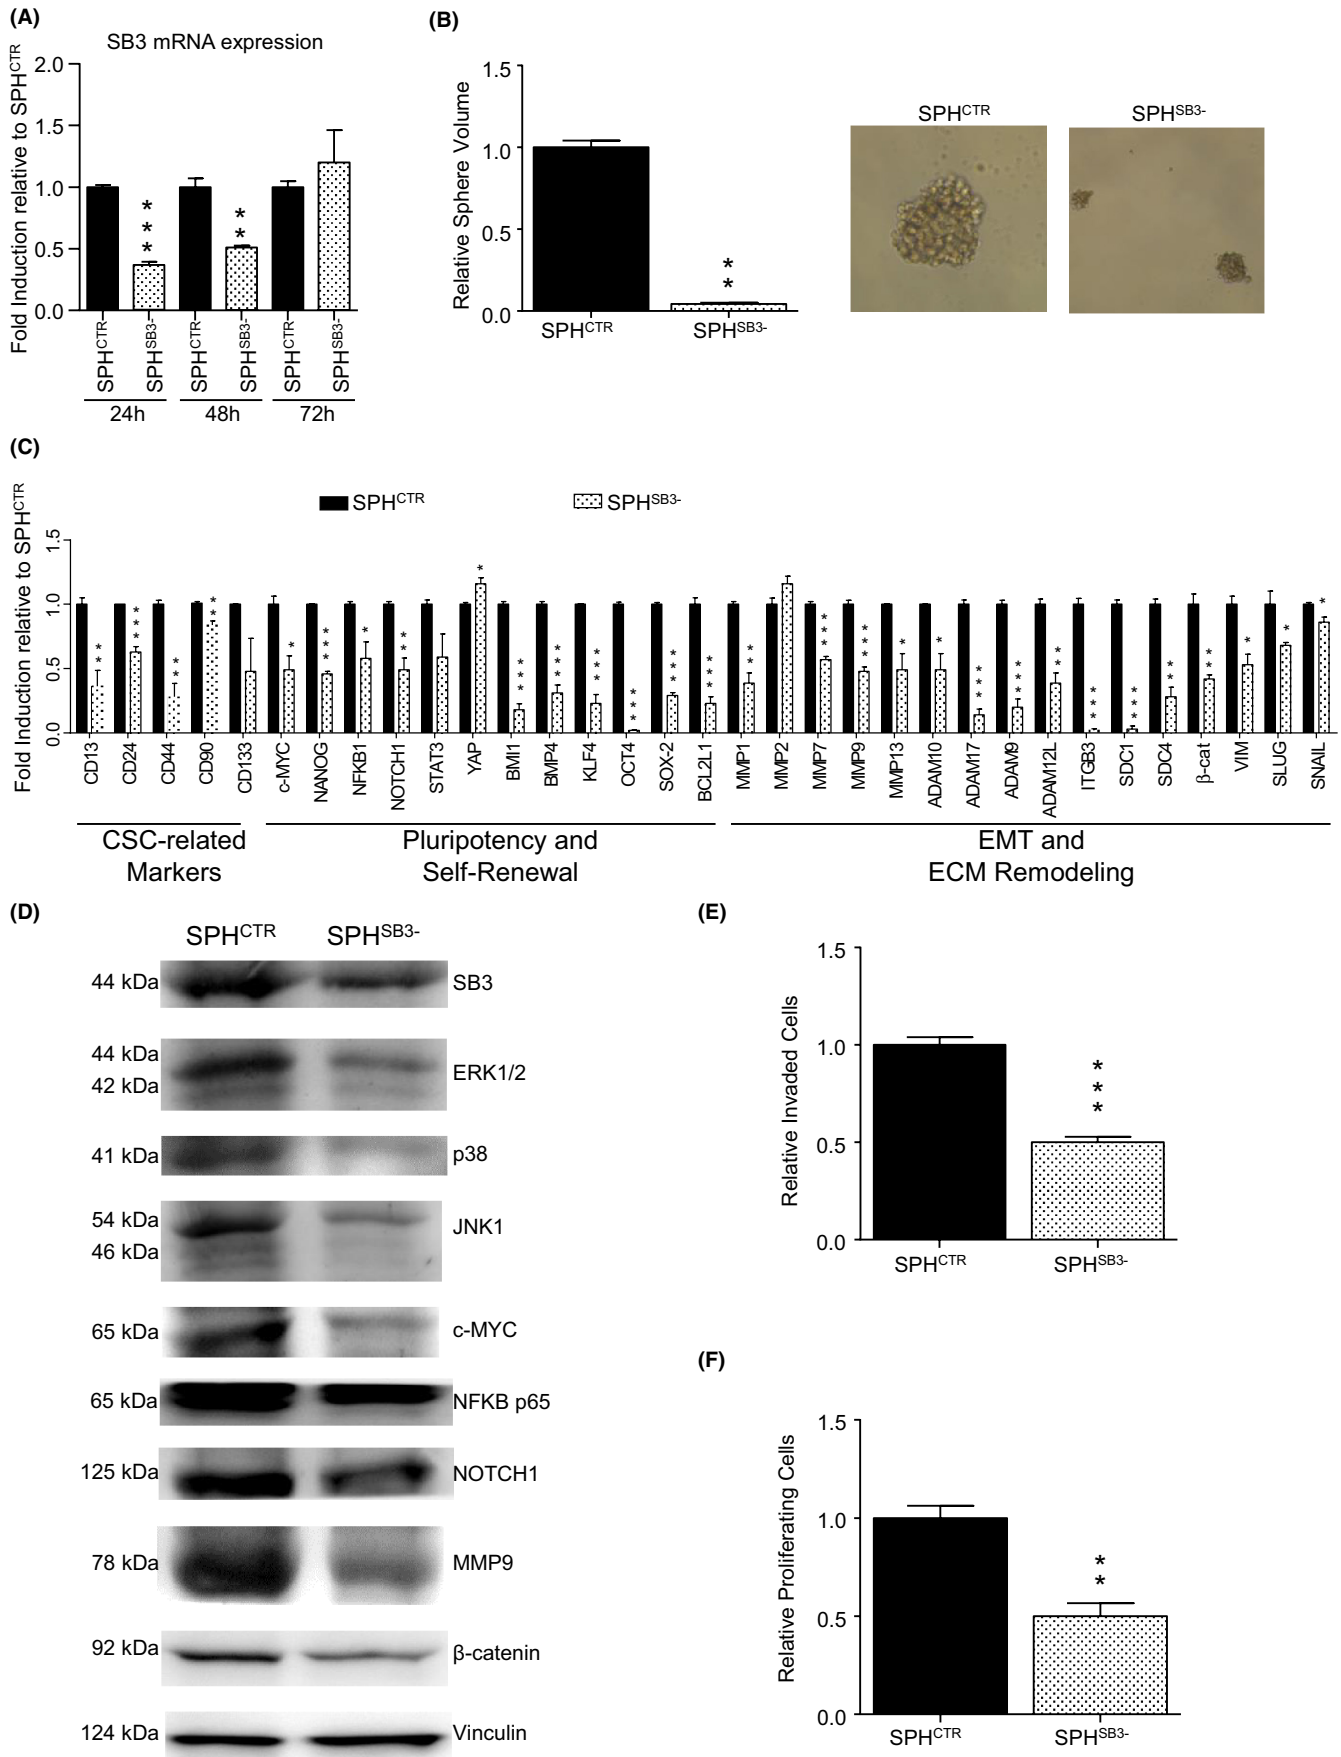 (A)
SB3 mRNA expression
Fold Induction relative to SPHCTR
2.0
1.5
1.0
0.5
0.0
SPHCTR
SPHSB3-
SPHCTR
SPHSB3-
SPHCTR
SPHSB3-
***
**
24h
48h
72h
(B)
Relative Sphere Volume
1.5
1.0
0.5
0.0
**
SPHCTR
SPHSB3-
SPHCTR
SPHSB3-
(C)
Fold Induction relative to SPHCTR
SPHCTR
SPHSB3-
1.5
1.0
0.5
0.0
** *** ** ** * *** * ** * *** *** *** *** *** *** ** *** *** * * *** *** ** *** *** ** ** * * *
CD13
CD24
CD44
CD90
CD133
c-MYC
NANOG
NFKB1
NOTCH1
STAT3
YAP
BMI1
BMP4
KLF4
OCT4
SOX-2
BCL2L1
MMP1
MMP2
MMP7
MMP9
MMP13
ADAM10
ADAM17
ADAM9
ADAM12L
ITGB3
SDC1
SDC4
β-cat
VIM
SLUG
SNAIL
CSC-related
Markers
Pluripotency and
Self-Renewal
EMT and
ECM Remodeling
(D)
SPHCTR SPHSB3-
44 kDa SB3
44 kDa
ERK1/2
42 kDa
41 kDa p38
54 kDa
JNK1
46 kDa
65 kDa c-MYC
65 kDa NFKB p65
125 kDa NOTCH1
78 kDa MMP9
92 kDa β-catenin
124 kDa Vinculin
(E)
Relative Invaded Cells
1.5
1.0
0.5
0.0
***
SPHCTR
SPHSB3-
(F)
Relative Proliferating Cells
1.5
1.0
0.5
0.0
**
SPHCTR
SPHSB3-